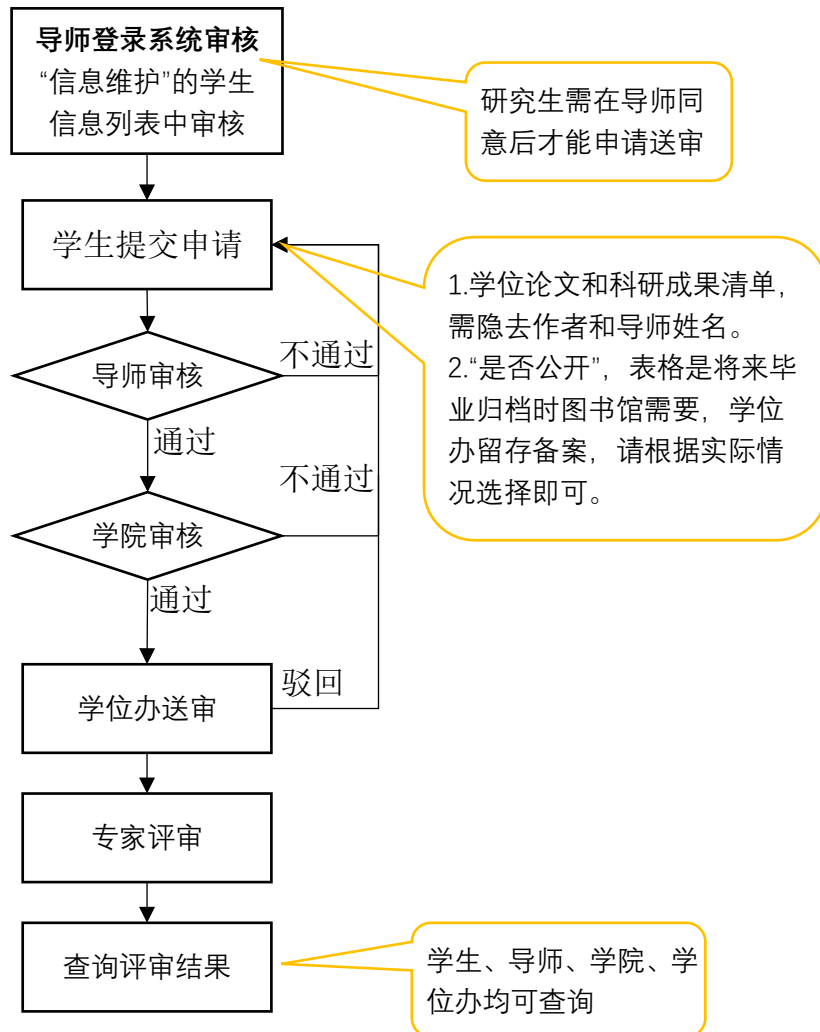 导师登录系统审核
“信息维护”的学生
信息列表中审核
研究生需在导师同
意后才能申请送审
学生提交申请
1.学位论文和科研成果清单，
需隐去作者和导师姓名。
2.“是否公开”，表格是将来毕
业归档时图书馆需要，学位
办留存备案，请根据实际情
况选择即可。
不通过
导师审核
通过
不通过
学院审核
通过
驳回
学位办送审
专家评审
查询评审结果
学生、导师、学院、学
位办均可查询